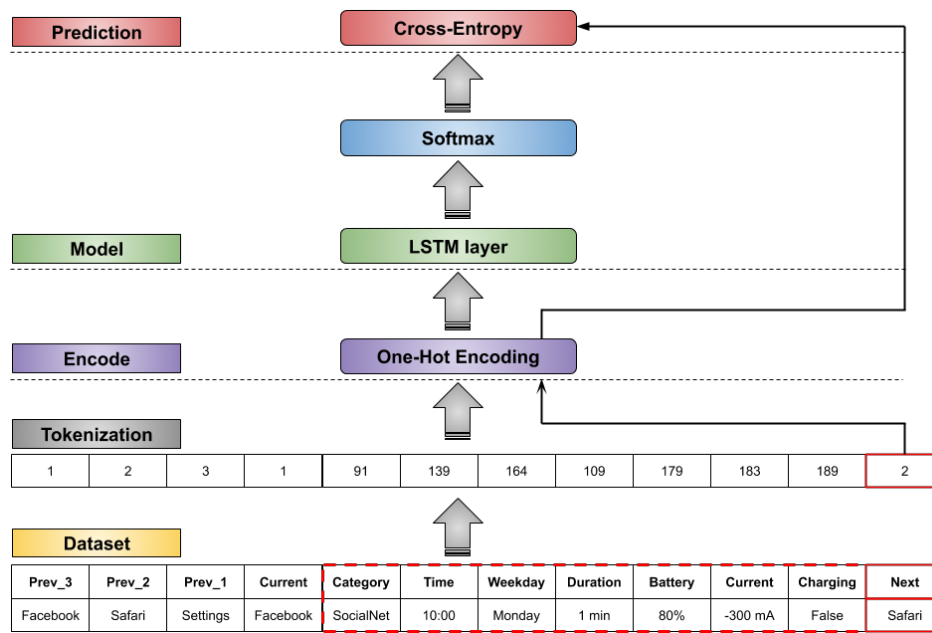 Prediction
Cross-Entropy
Softmax
Model
LSTM layer
Encode
One-Hot Encoding
Tokenization
1 2 3 1 91 139 164 109 179 183 189 2
Dataset
Prev_3 Prev_2 Prev_1 Current Category Time Weekday Duration Battery Current Charging Next
Facebook Safari Settings Facebook SocialNet 10:00 Monday 1 min 80% -300 mA False Safari